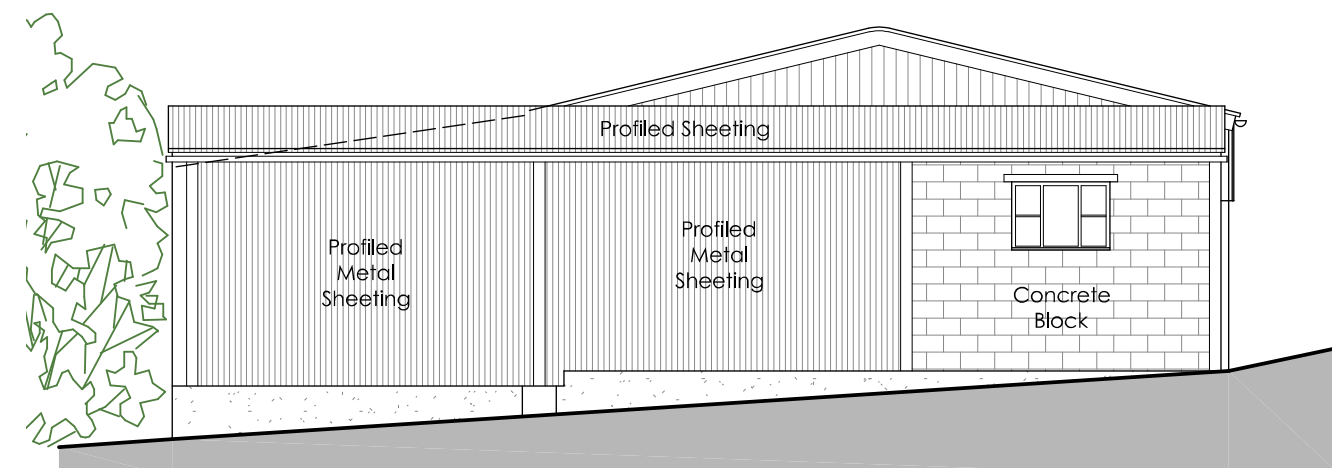 Profiled Sheeting
Profiled
Metal
Sheeting
Profiled
Metal
Sheeting
Concrete
Block